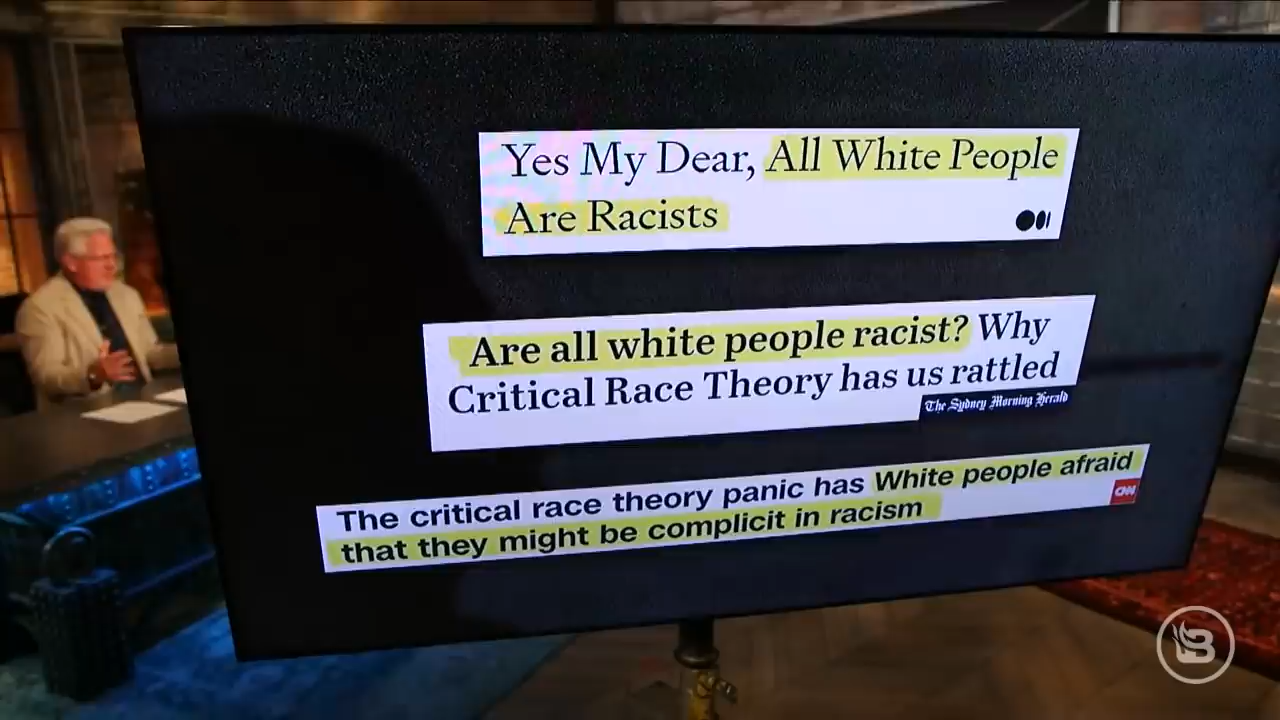 Yes My Dear, All White People
Are Racists
Are all white people racist? Why
Critical Race Theory has us rattled
The Sydney Morning Herald
The critical race theory panic has White people afraid
that they might be complicit in racism
CNN
B